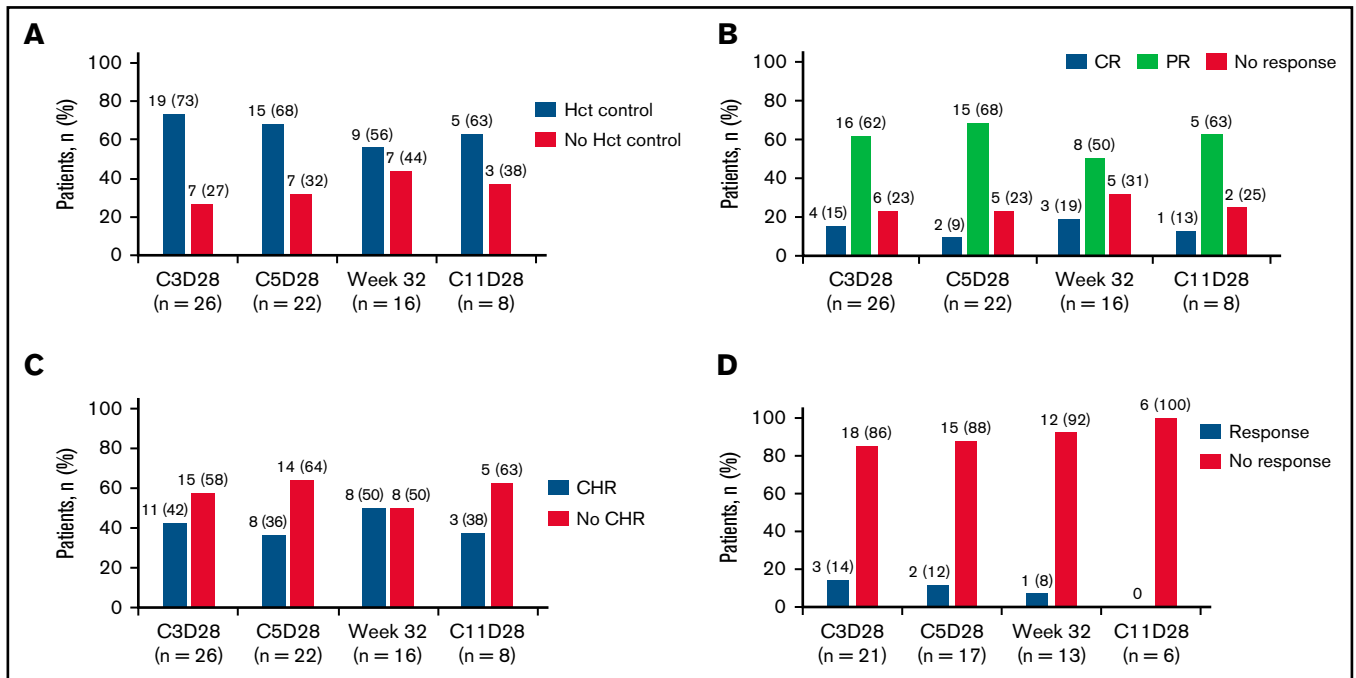 A
Patients, n (%)
100
80
60
40
20
0
19 (73)
7 (27)
15 (68)
7 (32)
9 (56)
7 (44)
5 (63)
3 (38)
Hct control
No Hct control
C3D28 C5D28 Week 32 C11D28
(n = 26) (n = 22) (n = 16) (n = 8)
B
Patients, n (%)
100
80
60
40
20
0
CR PR No response
4 (15)
16 (62)
6 (23)
2 (9)
15 (68)
5 (23)
3 (19)
8 (50)
5 (31)
1 (13)
5 (63)
2 (25)
C3D28 C5D28 Week 32 C11D28
(n = 26) (n = 22) (n = 16) (n = 8)
C
Patients, n (%)
100
80
60
40
20
0
11 (42)
15 (58)
8 (36)
14 (64)
8 (50)
8 (50)
3 (38)
5 (63)
CHR
No CHR
C3D28 C5D28 Week 32 C11D28
(n = 26) (n = 22) (n = 16) (n = 8)
D
Patients, n (%)
100
80
60
40
20
0
3 (14)
18 (86)
2 (12)
15 (88)
1 (8)
12 (92)
0
6 (100)
Response
No response
C3D28 C5D28 Week 32 C11D28
(n = 21) (n = 17) (n = 13) (n = 6)